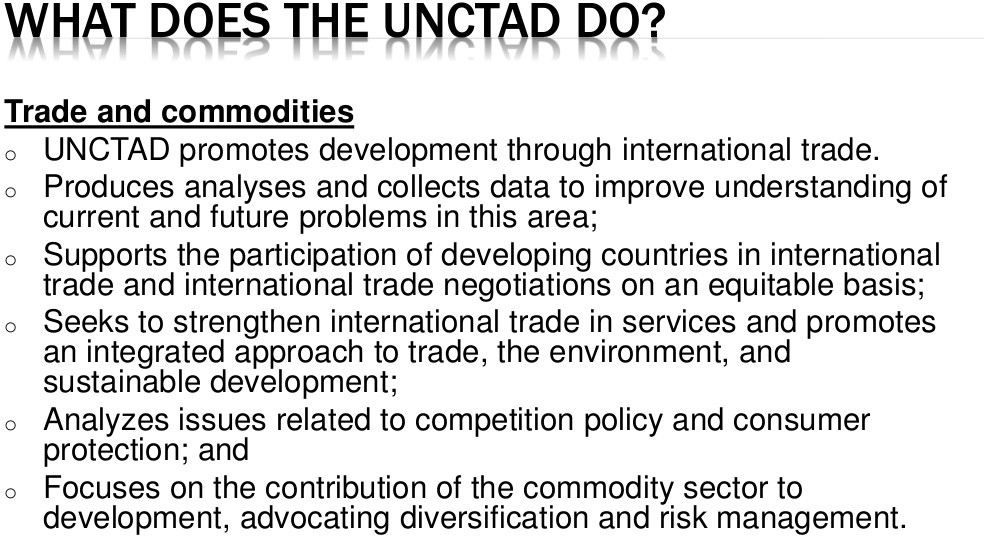 WHAT DOES THE UNCTAD DO?
Trade and commodities
o UNCTAD promotes development through international trade.
o Produces analyses and collects data to improve understanding of
current and future problems in this area;
o Supports the participation of developing countries in international
trade and international trade negotiations on an equitable basis;
o Seeks to strengthen international trade in services and promotes
an integrated approach to trade, the environment, and
sustainable development;
o Analyzes issues related to competition policy and consumer
protection; and
o Focuses on the contribution of the commodity sector to
development, advocating diversification and risk management.